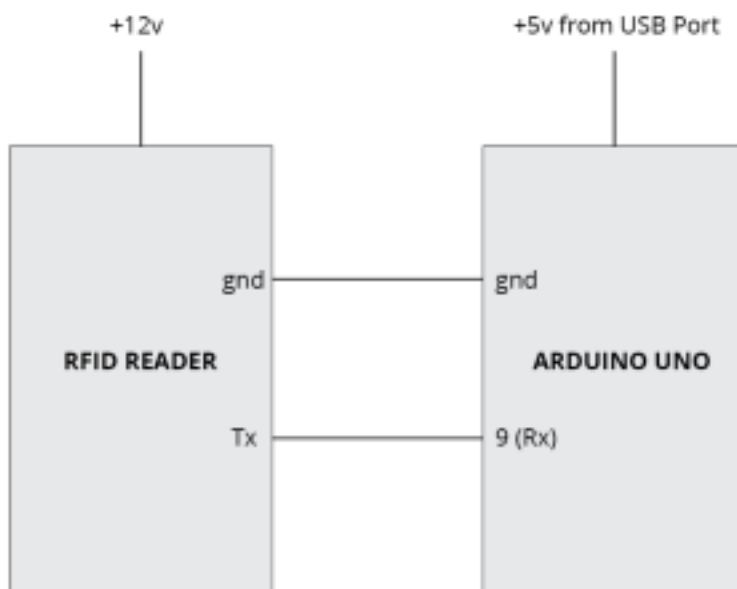 +12v
+5v from USB Port
gnd
gnd
RFID READER
ARDUINO UNO
Tx
9 (Rx)